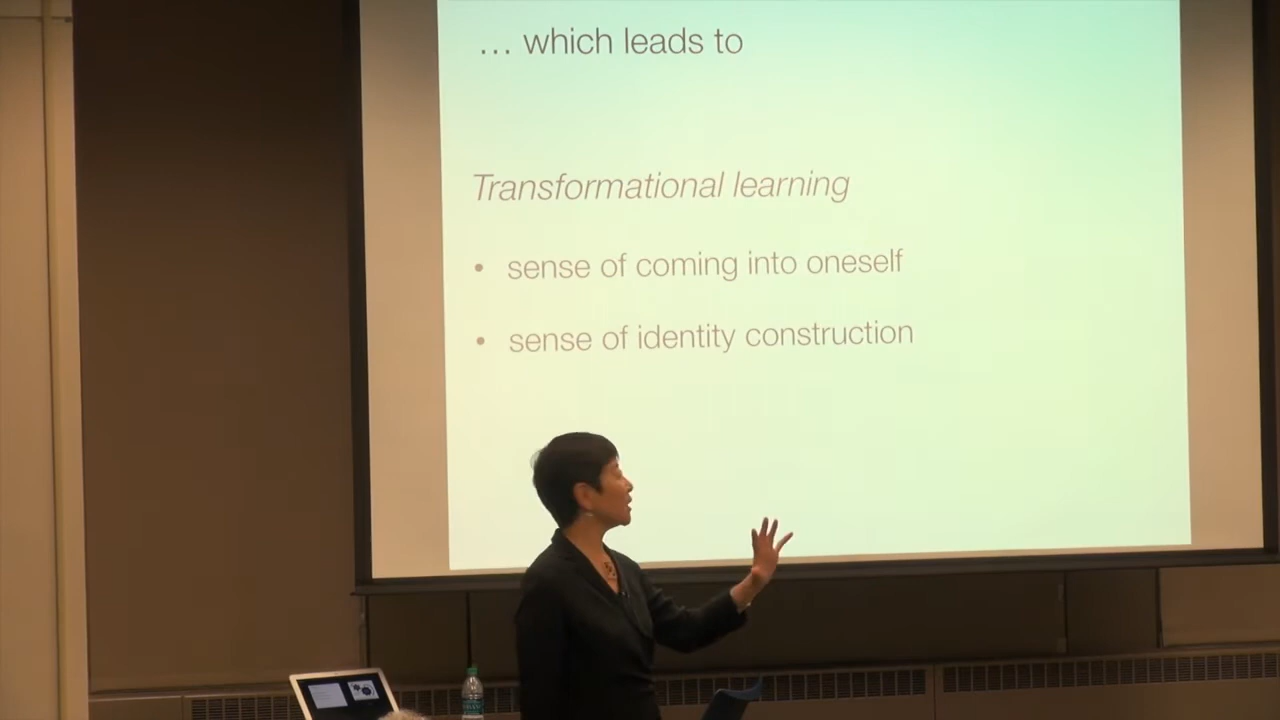 … which leads to
Transformational learning
• sense of coming into oneself
• sense of identity construction